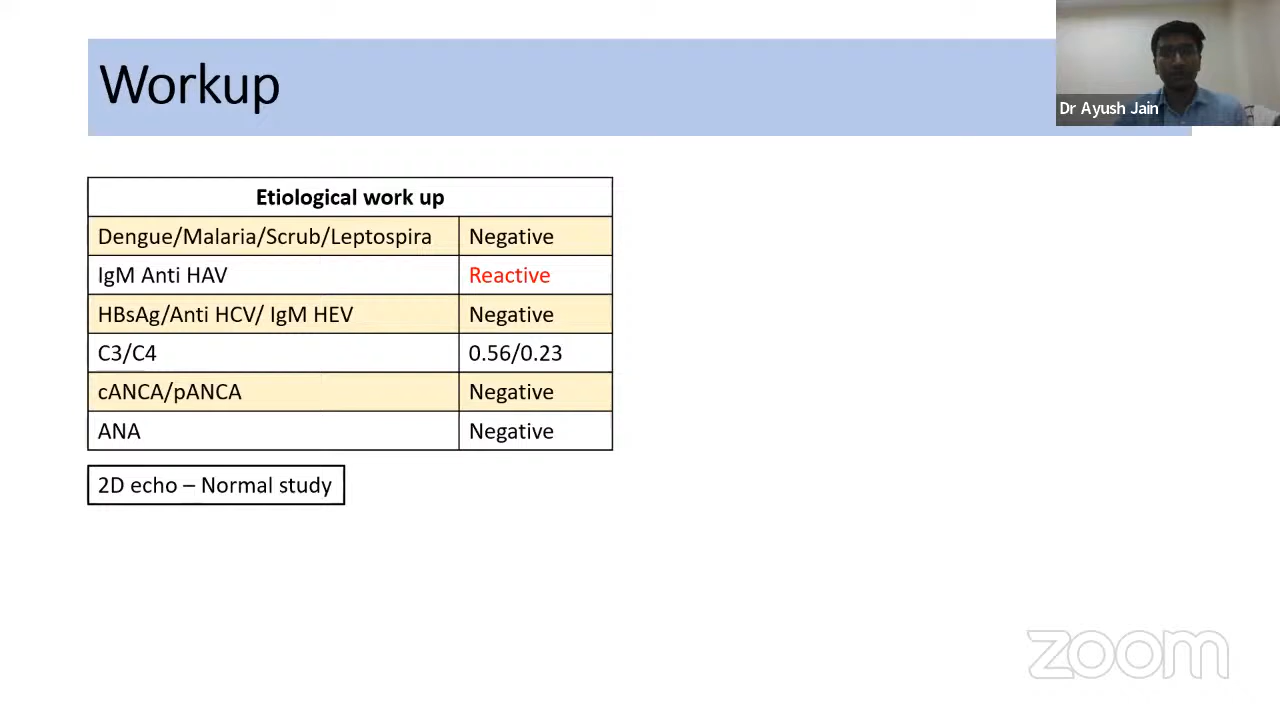 Workup
Dr Ayush Jain
Etiological work up
Dengue/Malaria/Scrub/Leptospira Negative
IgM Anti HAV Reactive
HBsAg/Anti HCV/ IgM HEV Negative
C3/C4 0.56/0.23
cANCA/pANCA Negative
ANA Negative
2D echo – Normal study
zoom